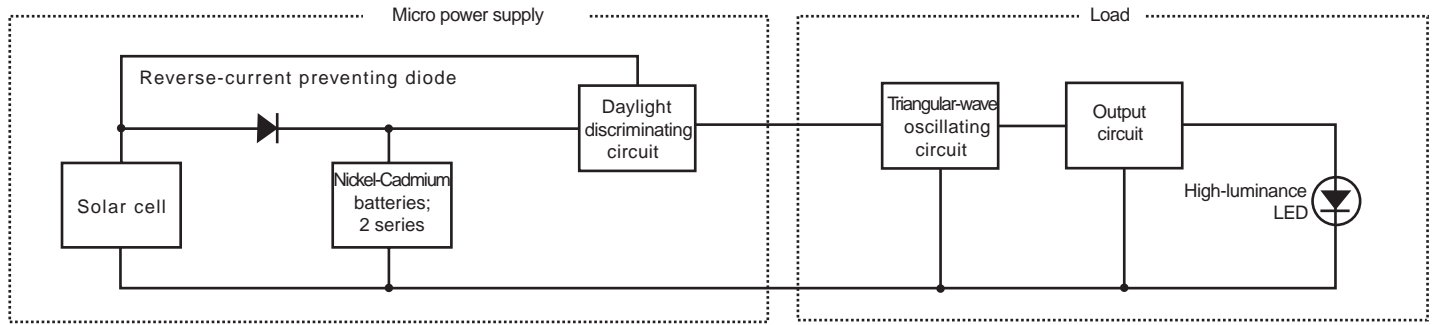 Micro power supply
Load
Reverse-current preventing diode
Daylight
discriminating
circuit
Triangular-wave
oscillating
circuit
Output
circuit
Solar cell
Nickel-Cadmium
batteries;
2 series
High-luminance
LED